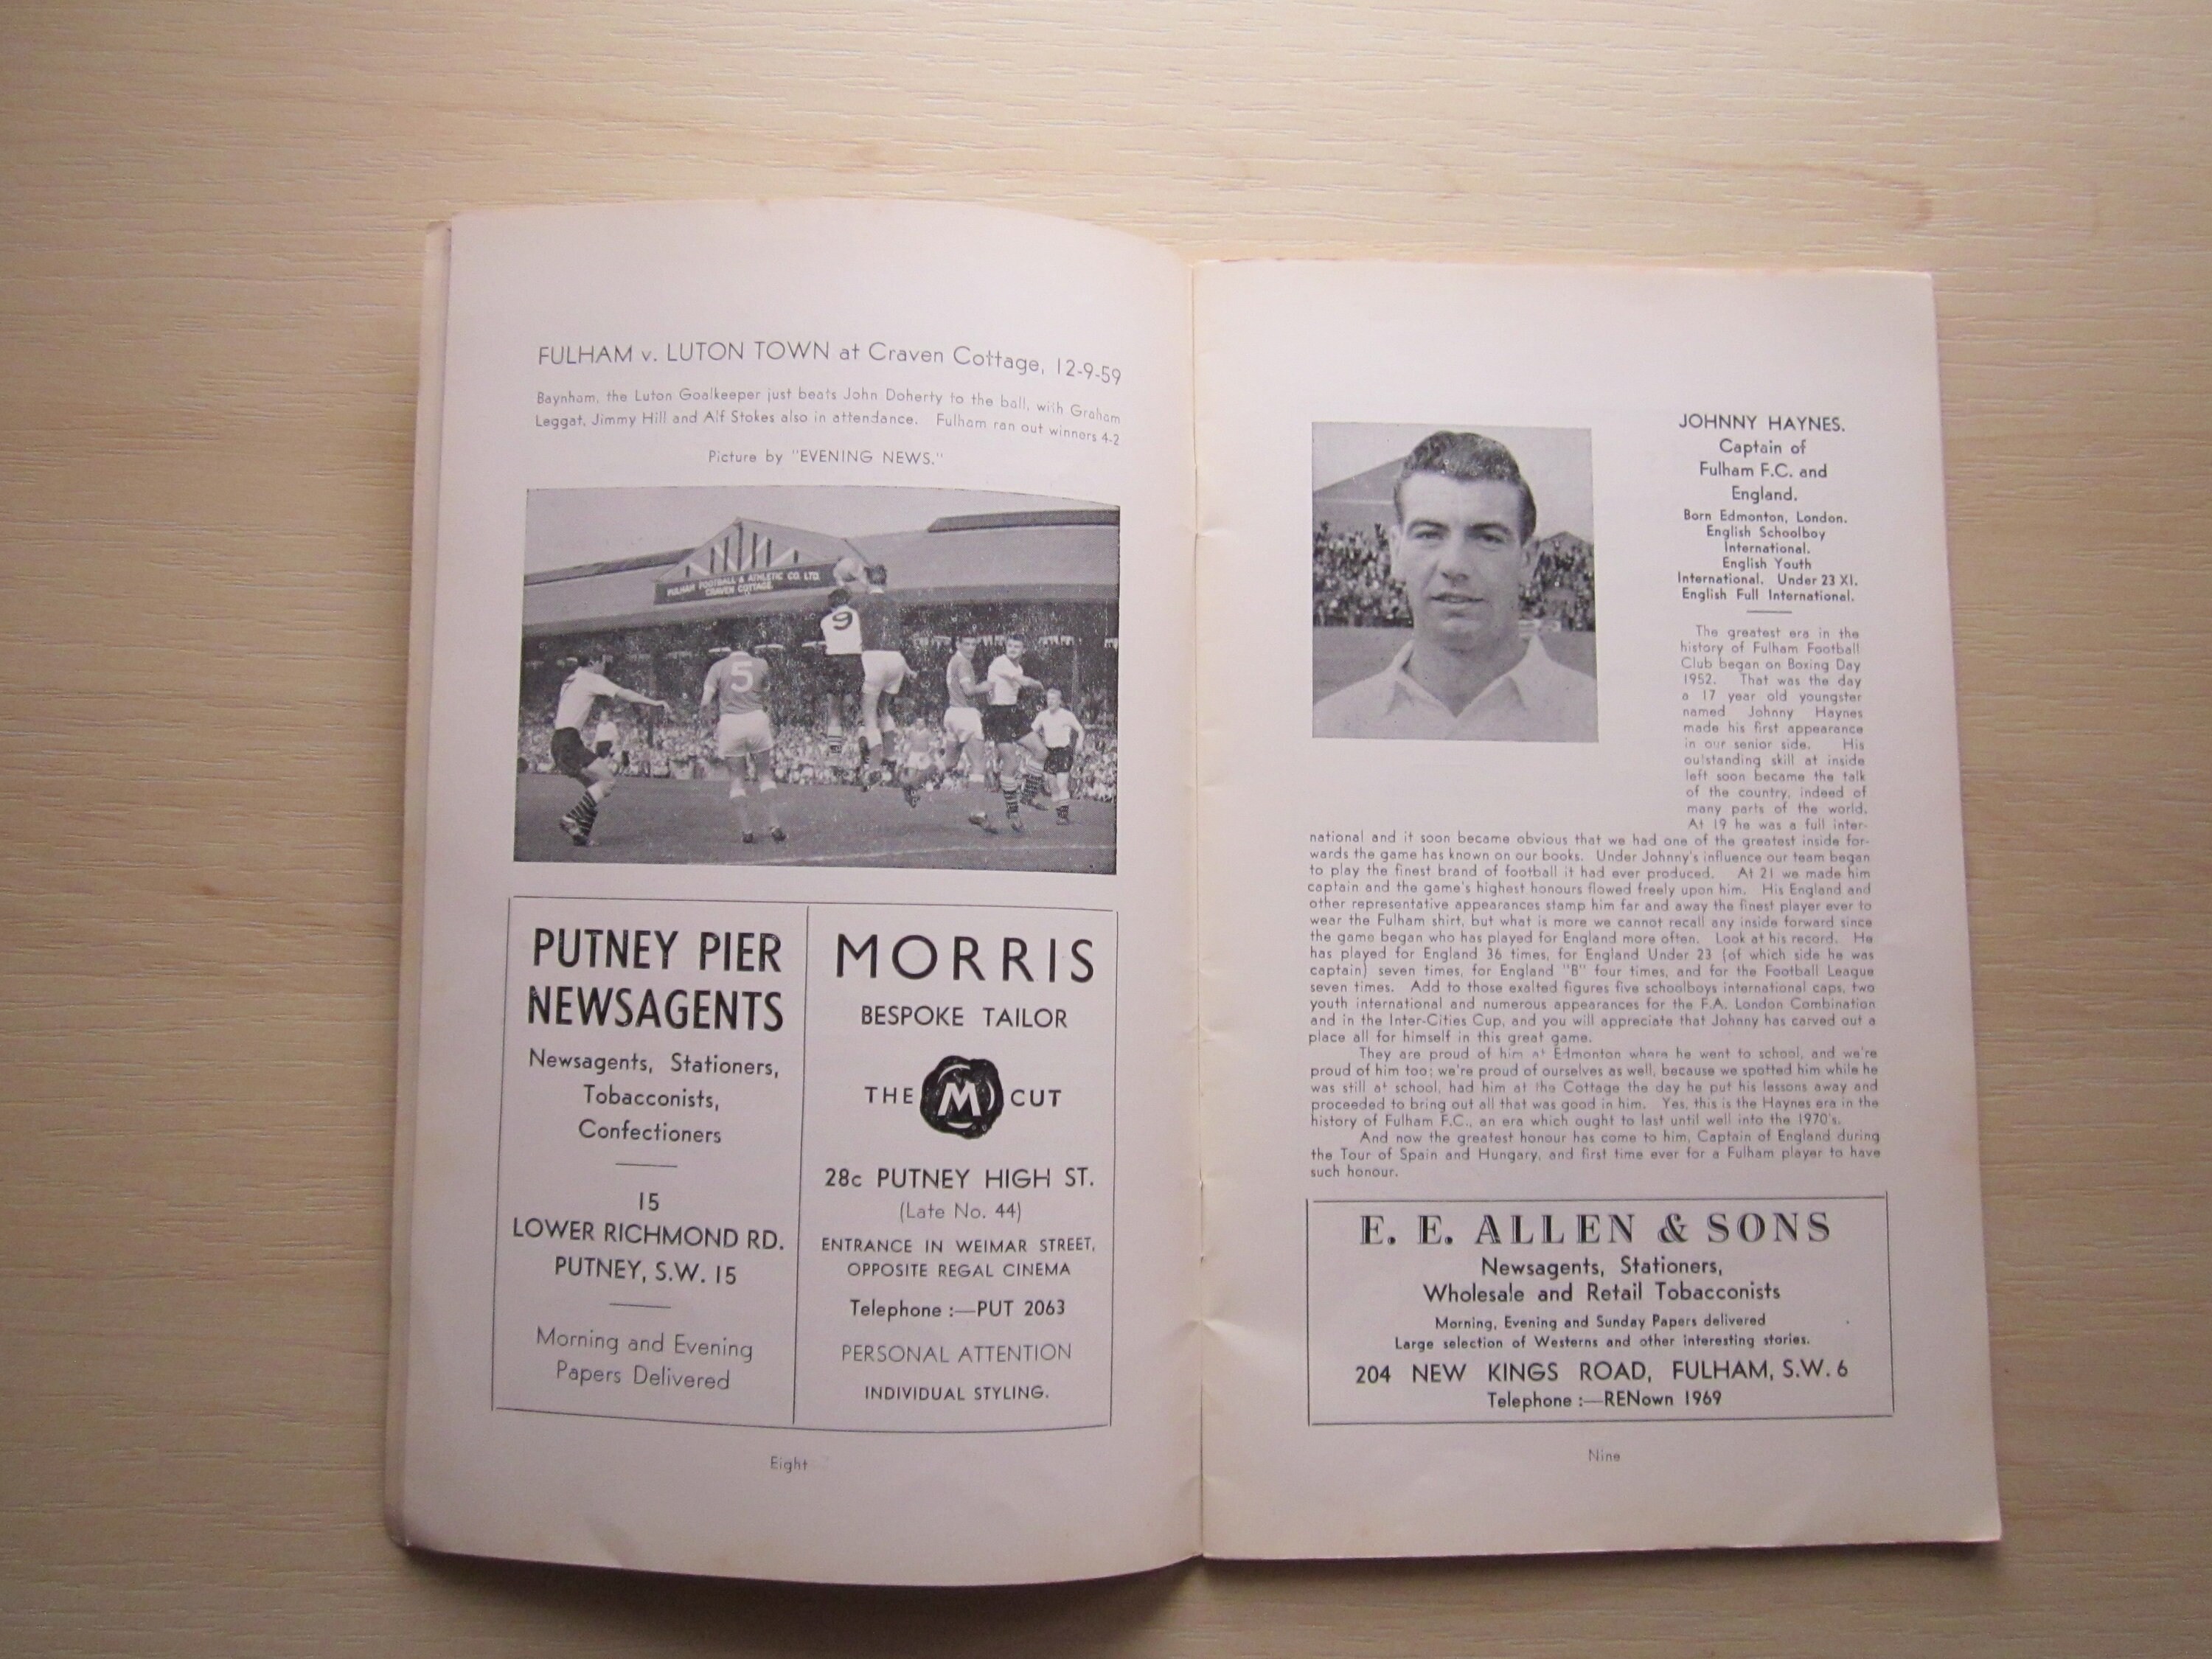 FULHAM v. LUTON TOWN at Craven Cottage, 12-9-59
Baynham, the Luton Goalkeeper just beats John Doherty to the ball, with Graham
Leggat, Jimmy Hill and Alf Stokes also in attendance. Fulham ran out winners 4-2
Picture by "EVENING NEWS."
FULHAM FOOTBALL & ATHLETIC CO. LTD.
CRAVEN COTTAGE
9
5
PUTNEY PIER
NEWSAGENTS
Newsagents, Stationers,
Tobacconists,
Confectioners
15
LOWER RICHMOND RD.
PUTNEY, S.W. 15
Morning and Evening
Papers Delivered
MORRIS
BESPOKE TAILOR
THE M CUT
28c PUTNEY HIGH ST.
(Late No. 44)
ENTRANCE IN WEIMAR STREET,
OPPOSITE REGAL CINEMA
Telephone :—PUT 2063
PERSONAL ATTENTION
INDIVIDUAL STYLING.
Eight
JOHNNY HAYNES.
Captain of
Fulham F.C. and
England.
Born Edmonton, London.
English Schoolboy
International.
English Youth
International. Under 23 XI.
English Full International.
The greatest era in the
history of Fulham Football
Club began on Boxing Day
1952. That was the day
a 17 year old youngster
named Johnny Haynes
made his first appearance
in our senior side. His
outstanding skill at inside
left soon became the talk
of the country, indeed of
many parts of the world.
At 19 he was a full inter-
national and it soon became obvious that we had one of the greatest inside for-
wards the game has known on our books. Under Johnny's influence our team began
to play the finest brand of football it had ever produced. At 21 we made him
captain and the game's highest honours flowed freely upon him. His England and
other representative appearances stamp him far and away the finest player ever to
wear the Fulham shirt, but what is more we cannot recall any inside forward since
the game began who has played for England more often. Look at his record. He
has played for England 36 times, for England Under 23 (of which side he was
captain) seven times, for England "B" four times, and for the Football League
seven times. Add to those exalted figures five schoolboys international caps, two
youth international and numerous appearances for the F.A. London Combination
and in the Inter-Cities Cup, and you will appreciate that Johnny has carved out a
place all for himself in this great game.
They are proud of him at Edmonton where he went to school, and we're
proud of him too; we're proud of ourselves as well, because we spotted him while he
was still at school, had him at the Cottage the day he put his lessons away and
proceeded to bring out all that was good in him. Yes, this is the Haynes era in the
history of Fulham F.C., an era which ought to last until well into the 1970's.
And now the greatest honour has come to him, Captain of England during
the Tour of Spain and Hungary, and first time ever for a Fulham player to have
such honour.
E. E. ALLEN & SONS
Newsagents, Stationers,
Wholesale and Retail Tobacconists
Morning, Evening and Sunday Papers delivered
Large selection of Westerns and other interesting stories.
204 NEW KINGS ROAD, FULHAM, S.W. 6
Telephone :—RENown 1969
Nine